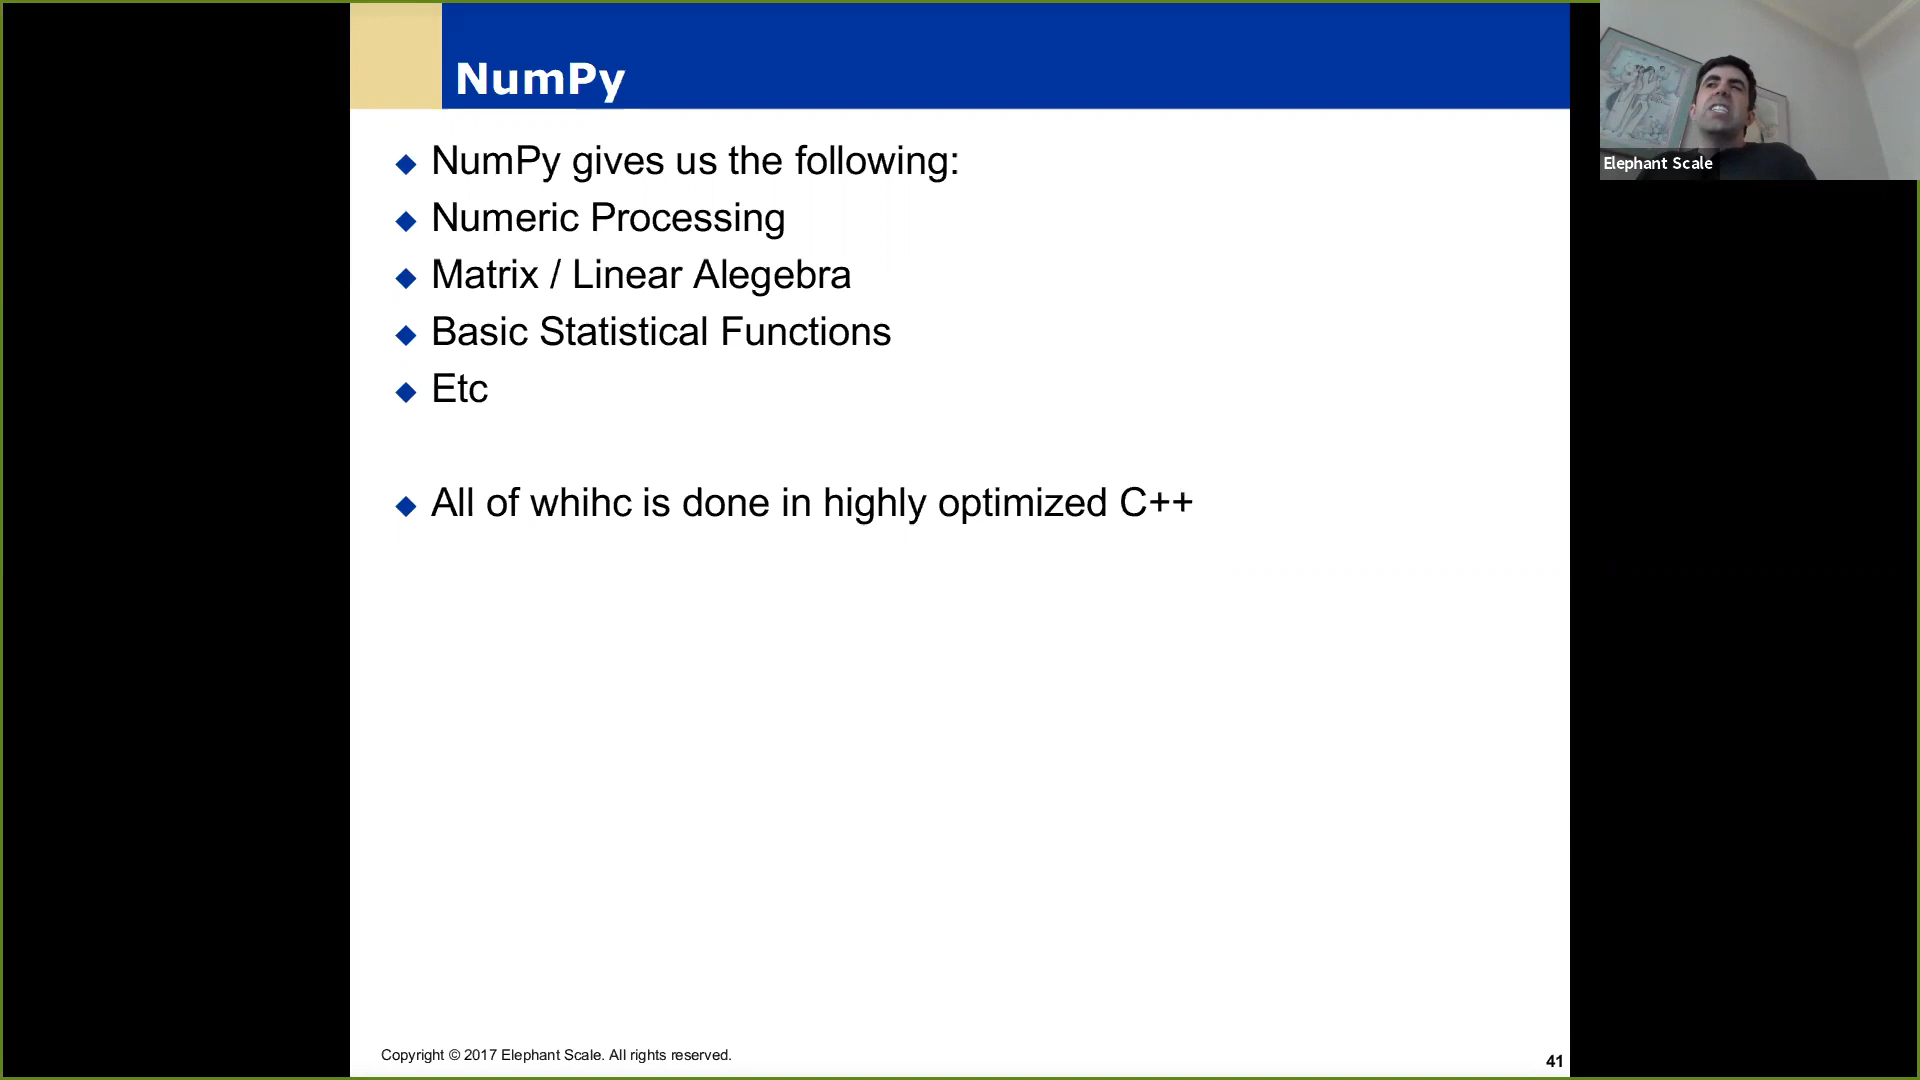 NumPy
NumPy gives us the following:
Numeric Processing
Matrix / Linear Alegebra
Basic Statistical Functions
Etc
All of whihc is done in highly optimized C++
Copyright © 2017 Elephant Scale. All rights reserved.
41
Elephant Scale